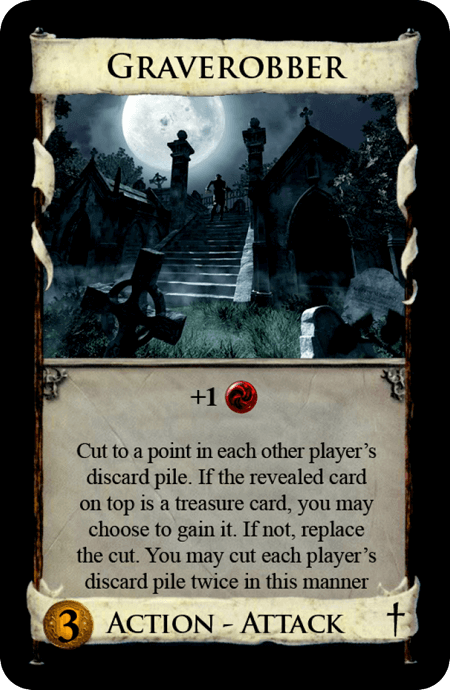 GRAVEROBBER
+1
Cut to a point in each other player's
discard pile. If the revealed card
on top is a treasure card, you may
choose to gain it. If not, replace
the cut. You may cut each player's
discard pile twice in this manner
3 ACTION - ATTACK †